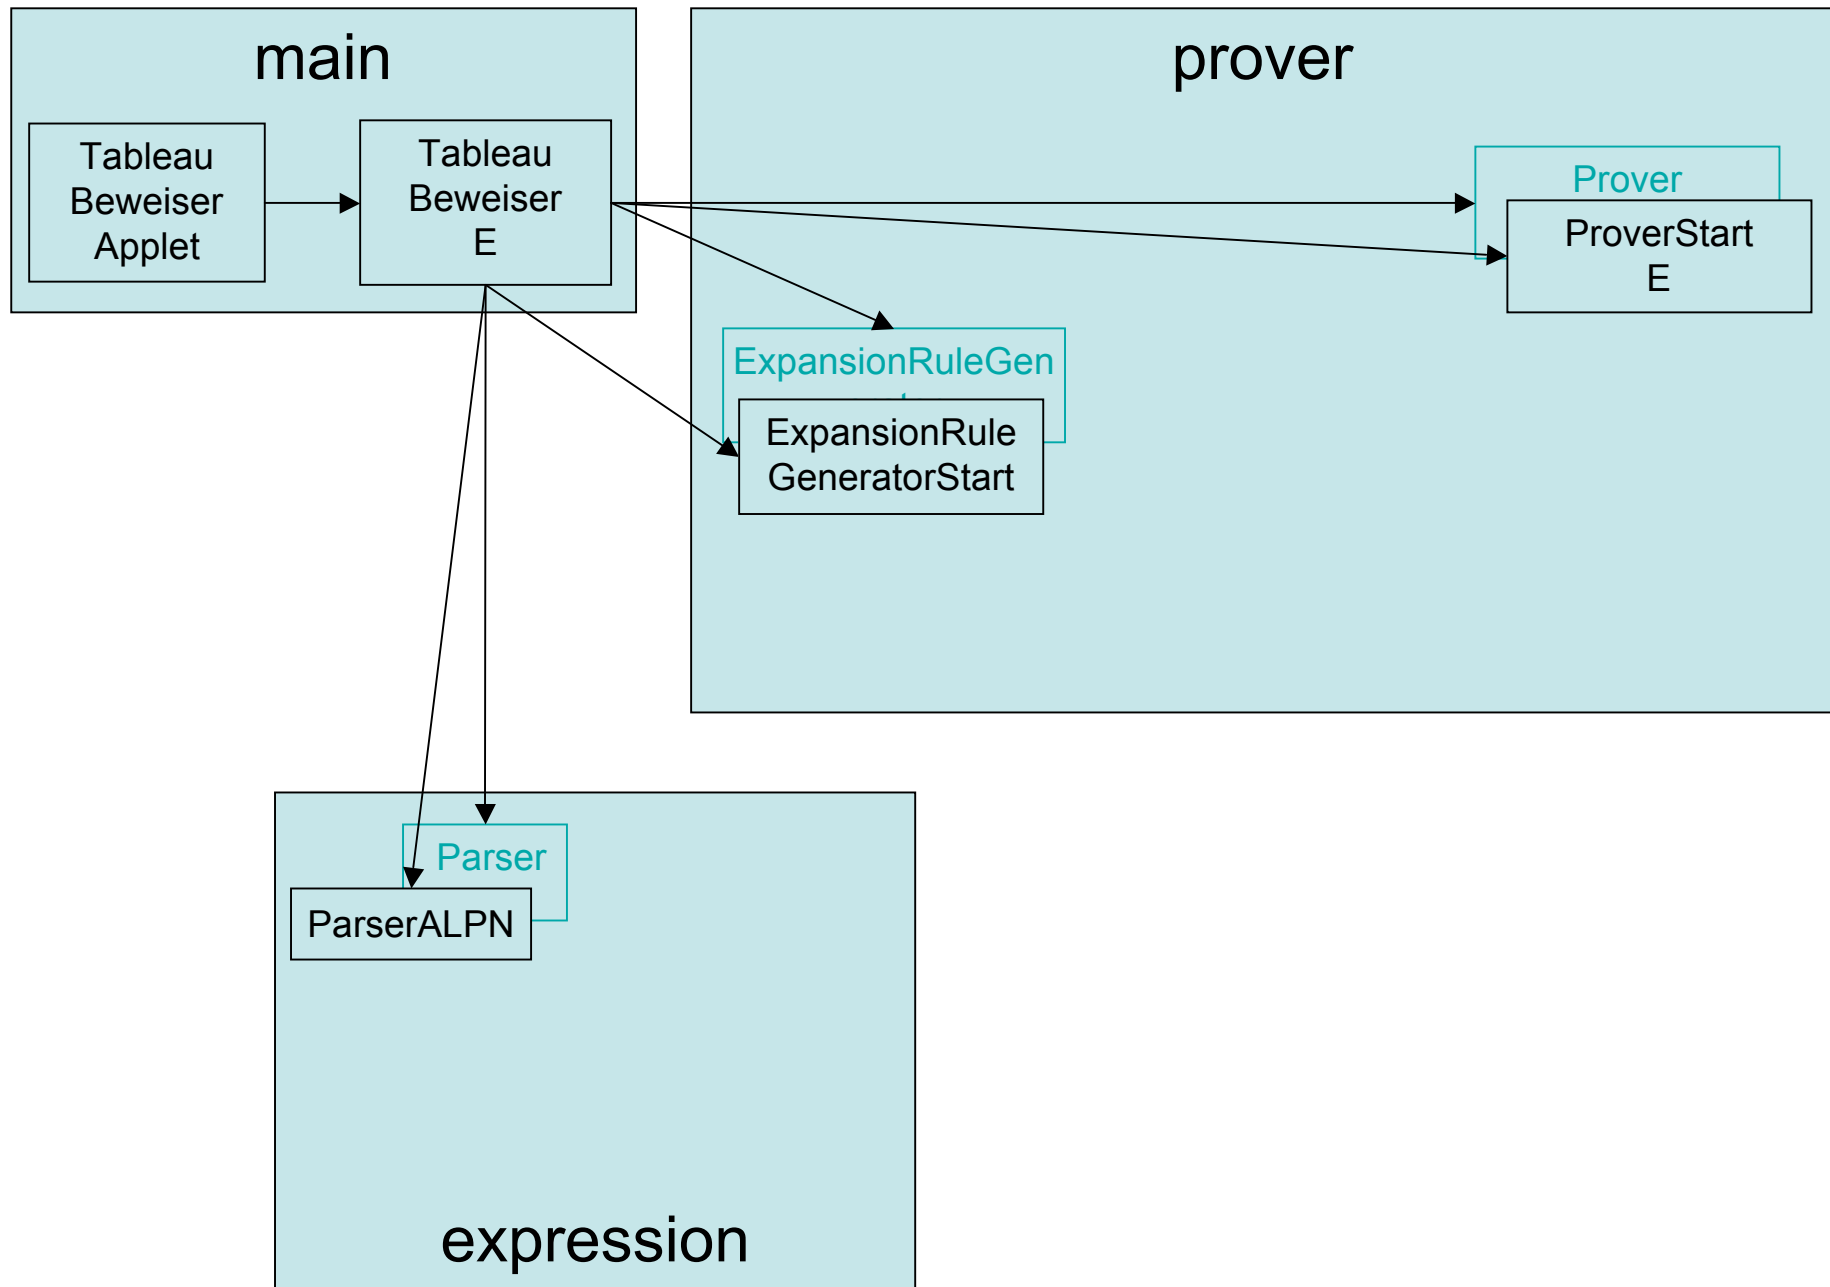 main
prover
Tableau
Beweiser
Applet
Tableau
Beweiser
E
Prover
ProverStart
E
ExpansionRuleGen
ExpansionRule
GeneratorStart
Parser
ParserALPN
expression